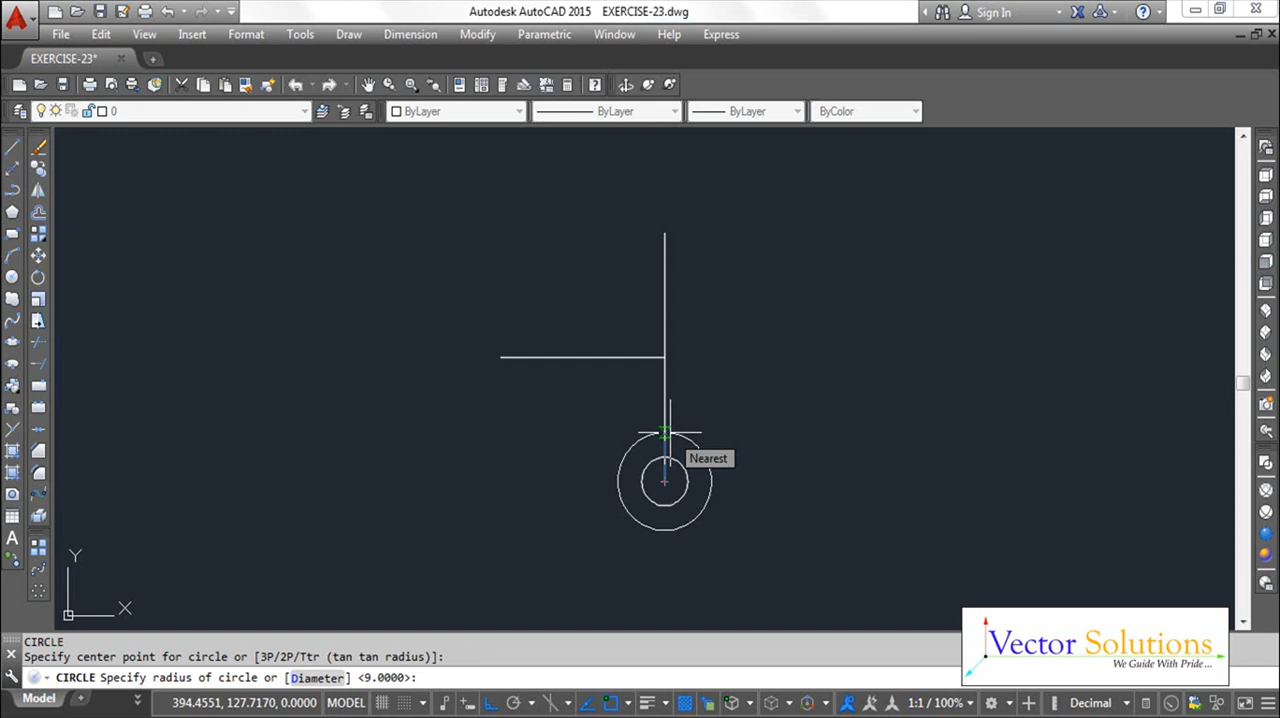 Autodesk AutoCAD 2015 EXERCISE-23.dwg
Sign In
File Edit View Insert Format Tools Draw Dimension Modify Parametric Window Help Express
EXERCISE-23*
0 ByLayer ByLayer ByLayer ByColor
Nearest
Y
X
A
CIRCLE
Specify center point for circle or [3P/2P/Ttr (tan tan radius)]:
CIRCLE Specify radius of circle or [Diameter] <9.0000>:
Vector Solutions
We Guide With Pride...
Model 394.4551, 127.7170, 0.0000 MODEL 1:1 / 100% Decimal